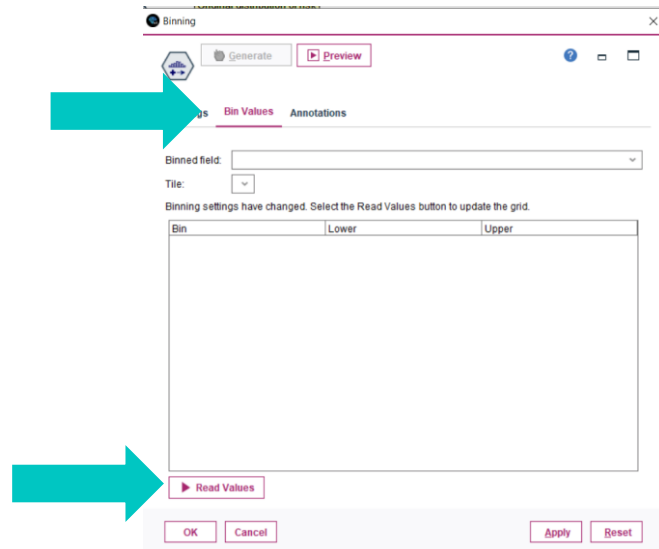 Binning
Generate Preview
Bin Values Annotations
Binned field:
Tile:
Binning settings have changed. Select the Read Values button to update the grid.
Bin Lower Upper
Read Values
OK Cancel Apply Reset